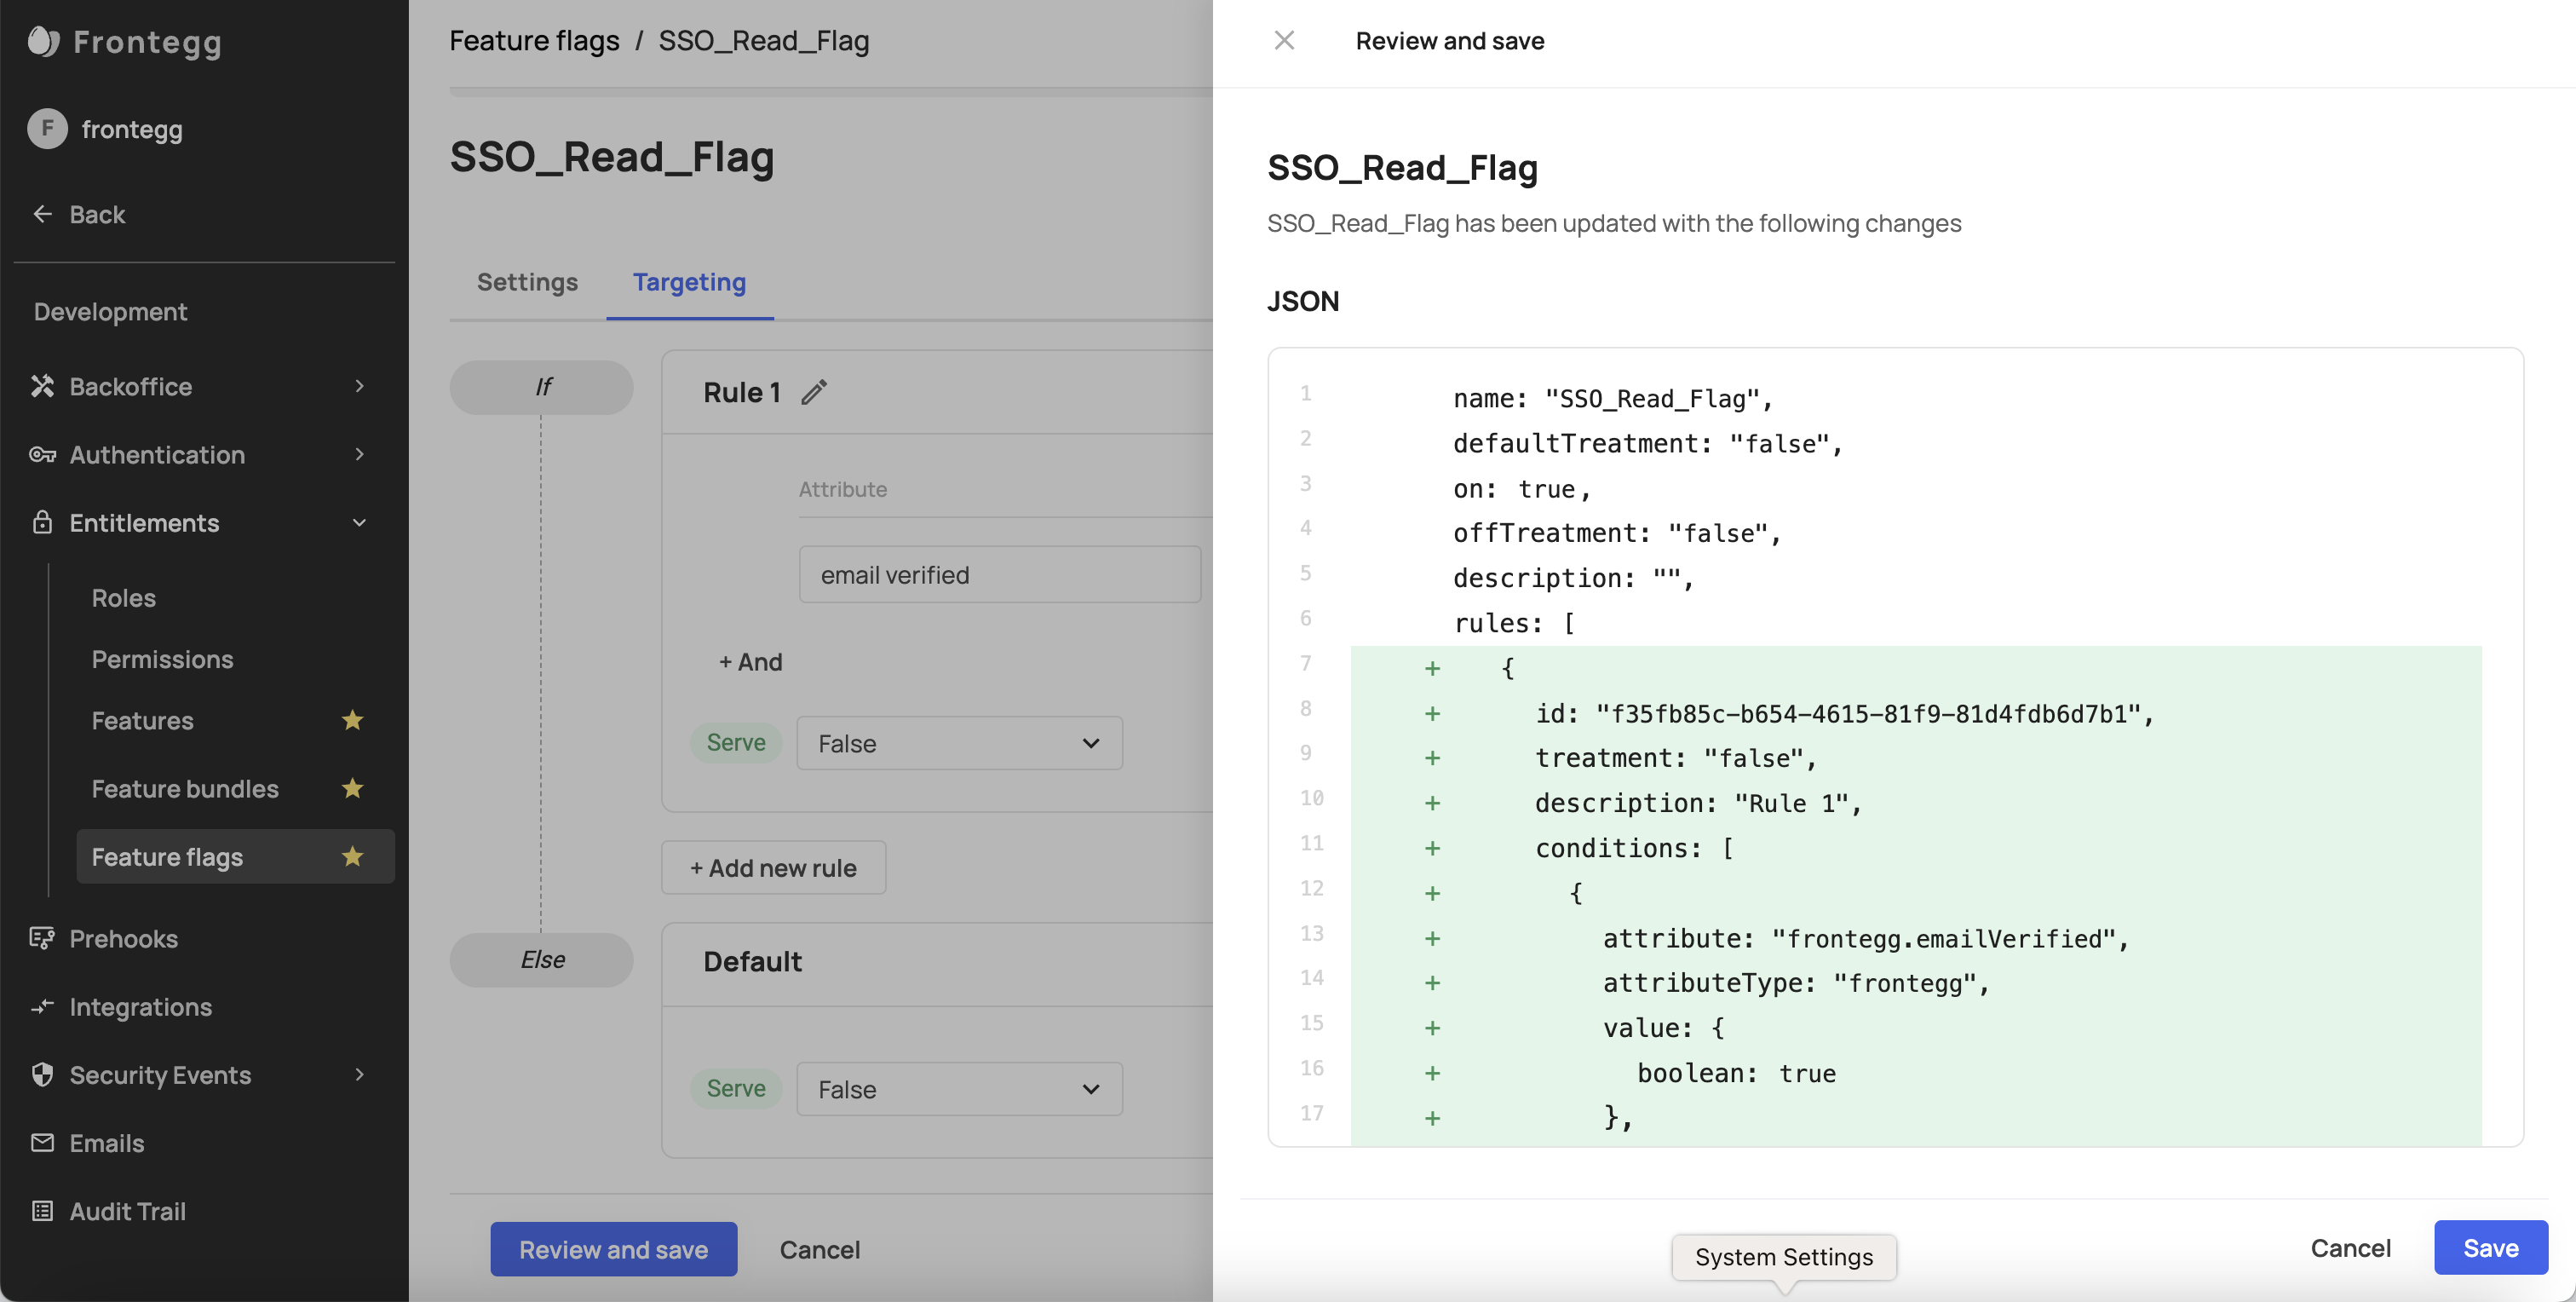 Frontegg
F frontegg
Back
Development
Backoffice
Authentication
Entitlements
Roles
Permissions
Features
Feature bundles
Feature flags
Prehooks
Integrations
Security Events
Emails
Audit Trail
Feature flags / SSO_Read_Flag
SSO_Read_Flag
Settings Targeting
If
Rule 1
Attribute
email verified
+ And
Serve False
+ Add new rule
Else
Default
Serve False
Review and save Cancel
Review and save
SSO_Read_Flag
SSO_Read_Flag has been updated with the following changes
JSON
1 name: "SSO_Read_Flag",
2 defaultTreatment: "false",
3 on: true,
4 offTreatment: "false",
5 description: "",
6 rules: [
7 + {
8 + id: "f35fb85c-b654-4615-81f9-81d4fdb6d7b1",
9 + treatment: "false",
10 + description: "Rule 1",
11 + conditions: [
12 + {
13 + attribute: "frontegg.emailVerified",
14 + attributeType: "frontegg",
15 + value: {
16 + boolean: true
17 + },
System Settings
Cancel Save